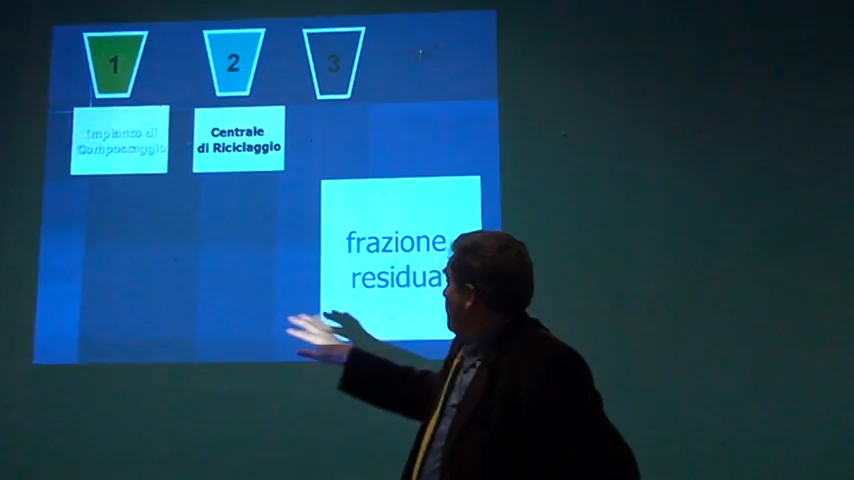 1
2
3
Impianto di
Compostaggio
Centrale
di Riciclaggio
frazione
residua